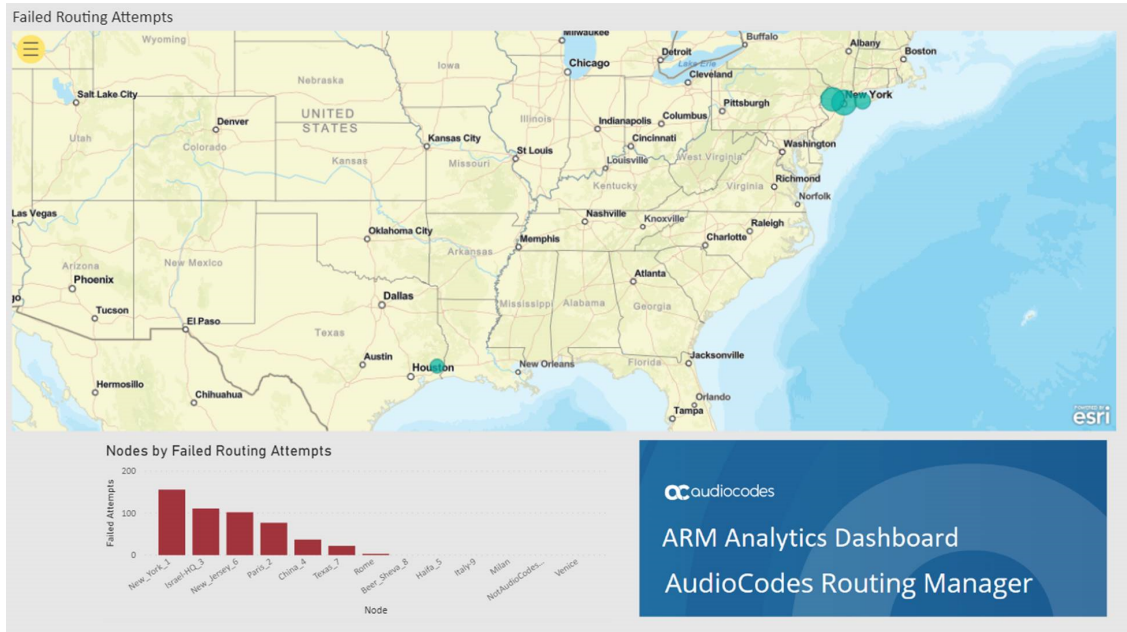 Failed Routing Attempts
Wyoming
Milwaukee
Buffalo
Albany
Detroit
Boston
Iowa
Chicago
Lake Erie
Cleveland
Nebraska
Salt Lake City
New York
Pittsburgh
UNITED
STATES
Illinois
Columbus
Denver
Indianapolis
Utah
Colorado
Kansas City
Cincinnati
Washington
St Louis
Kansas
Missouri
Louisville
West Virginia
Richmond
Kentucky
Virginia
Norfolk
Las Vegas
Nashville
Knoxville
Raleigh
Oklahoma City
Memphis
Charlotte
Arkansas
Arizona
New Mexico
Phoenix
Atlanta
Dallas
Mississippi
Alabama
Georgia
Tucson
El Paso
Texas
Austin
Houston
New Orleans
Florida
Jacksonville
Hermosillo
Chihuahua
Orlando
Tampa
POWERED BY
esri
Nodes by Failed Routing Attempts
200
100
0
Failed Attempts
New_York_1
Israel-HQ_3
New_Jersey_6
Paris_2
China_4
Texas_7
Rome
Beer_Sheva_8
Haifa_5
Italy-9
Milan
NotAudioCodes...
Venice
Node
audiocodes
ARM Analytics Dashboard
AudioCodes Routing Manager